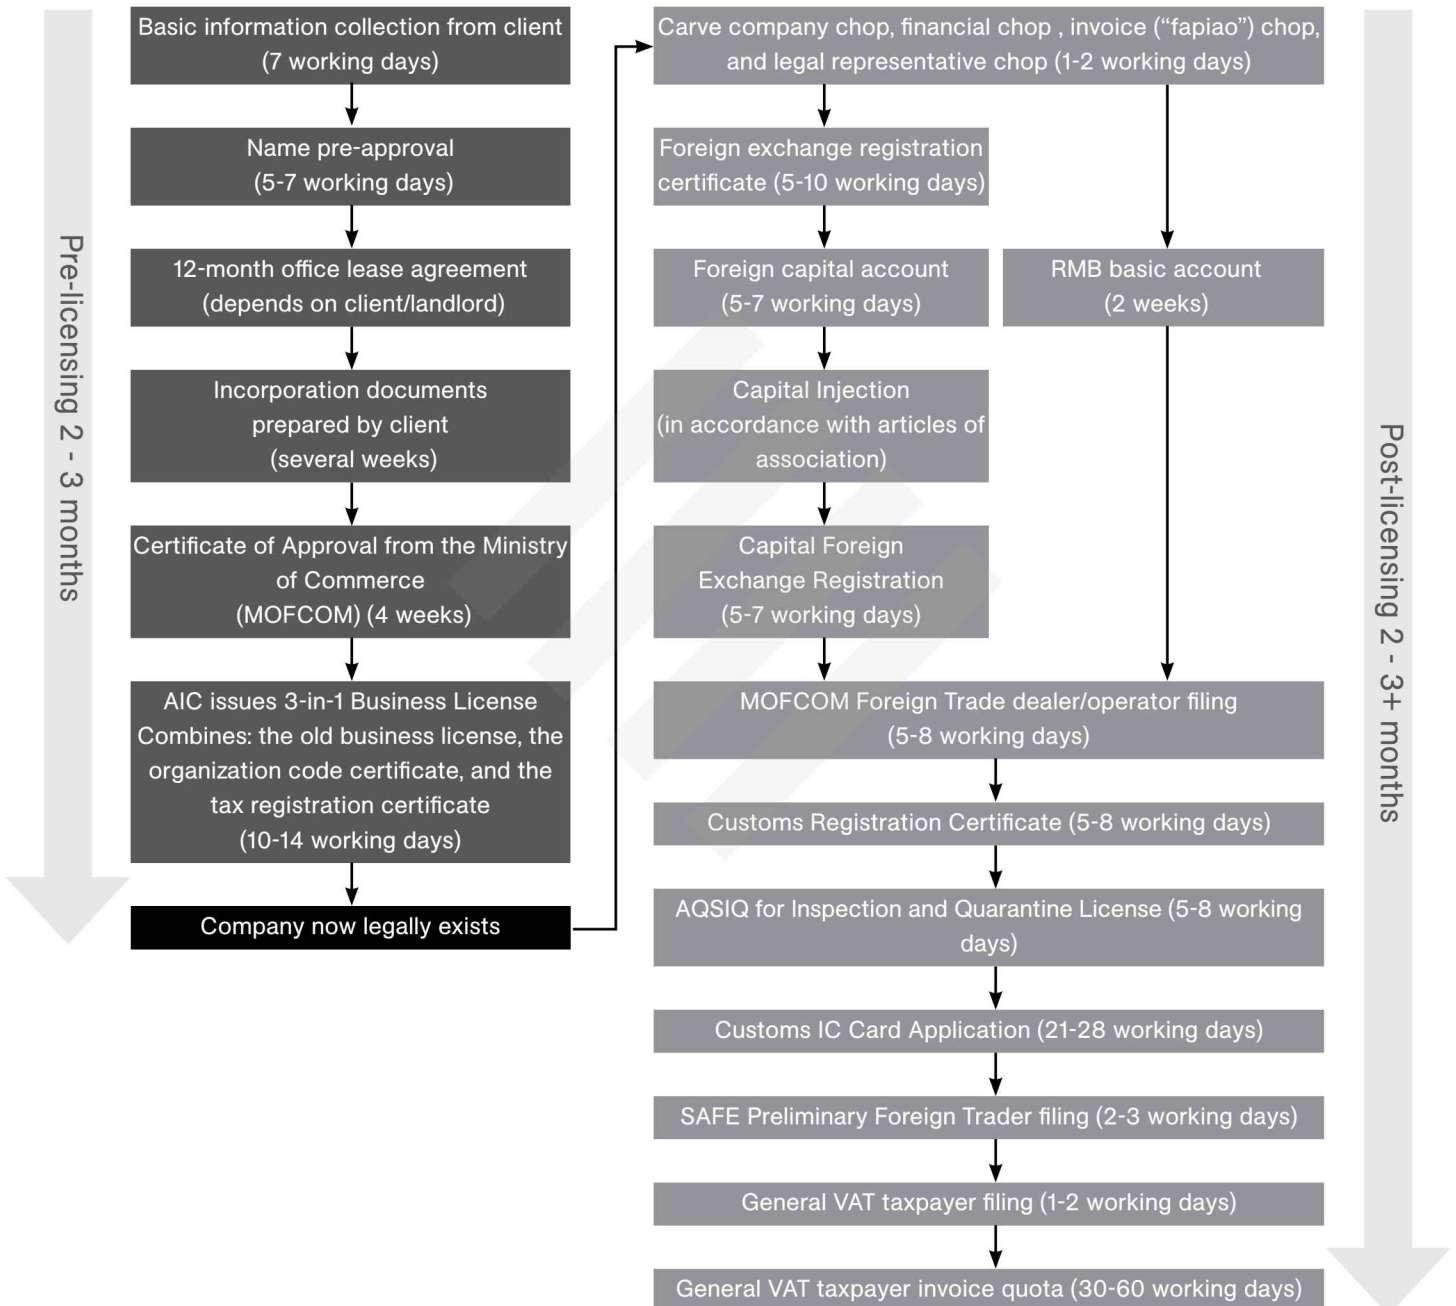 Pre-licensing 2 - 3 months
Basic information collection from client
(7 working days)
Name pre-approval
(5-7 working days)
12-month office lease agreement
(depends on client/landlord)
Incorporation documents
prepared by client
(several weeks)
Certificate of Approval from the Ministry
of Commerce
(MOFCOM) (4 weeks)
AIC issues 3-in-1 Business License
Combines: the old business license, the
organization code certificate, and the
tax registration certificate
(10-14 working days)
Company now legally exists
Carve company chop, financial chop , invoice (“fapiao”) chop,
and legal representative chop (1-2 working days)
Foreign exchange registration
certificate (5-10 working days)
Foreign capital account
(5-7 working days)
RMB basic account
(2 weeks)
Capital Injection
(in accordance with articles of
association)
Capital Foreign
Exchange Registration
(5-7 working days)
MOFCOM Foreign Trade dealer/operator filing
(5-8 working days)
Customs Registration Certificate (5-8 working days)
AQSIQ for Inspection and Quarantine License (5-8 working
days)
Customs IC Card Application (21-28 working days)
SAFE Preliminary Foreign Trader filing (2-3 working days)
General VAT taxpayer filing (1-2 working days)
General VAT taxpayer invoice quota (30-60 working days)
Post-licensing 2 - 3+ months